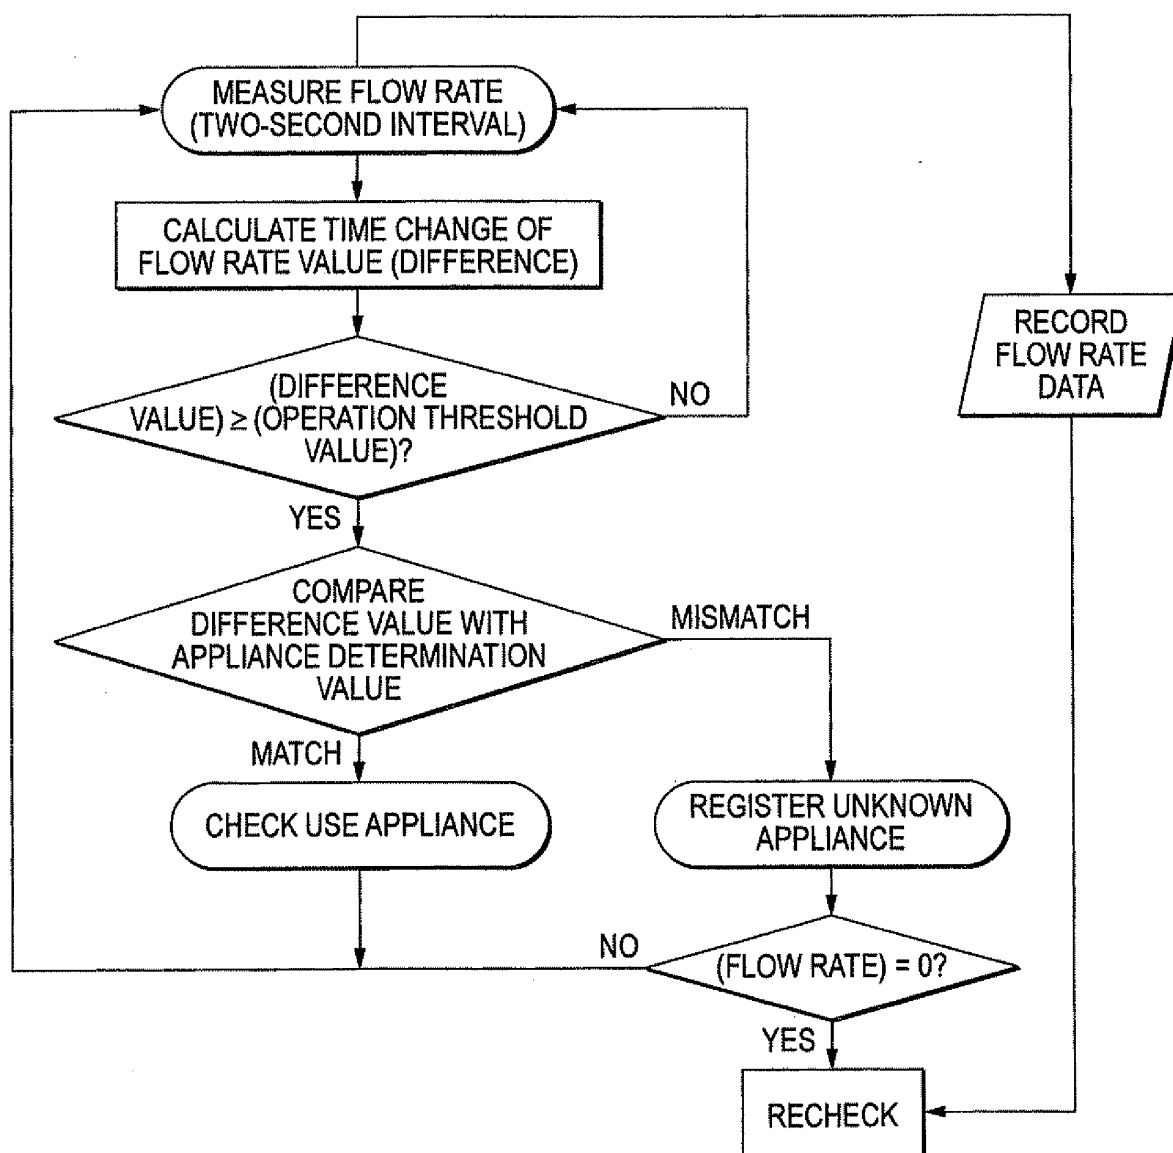 MEASURE FLOW RATE
(TWO-SECOND INTERVAL)
CALCULATE TIME CHANGE OF
FLOW RATE VALUE (DIFFERENCE)
RECORD
FLOW RATE
DATA
(DIFFERENCE
VALUE) ≥ (OPERATION THRESHOLD
VALUE)?
NO
YES
COMPARE
DIFFERENCE VALUE WITH
APPLIANCE DETERMINATION
VALUE
MISMATCH
MATCH
CHECK USE APPLIANCE
REGISTER UNKNOWN
APPLIANCE
NO
(FLOW RATE) = 0?
YES
RECHECK